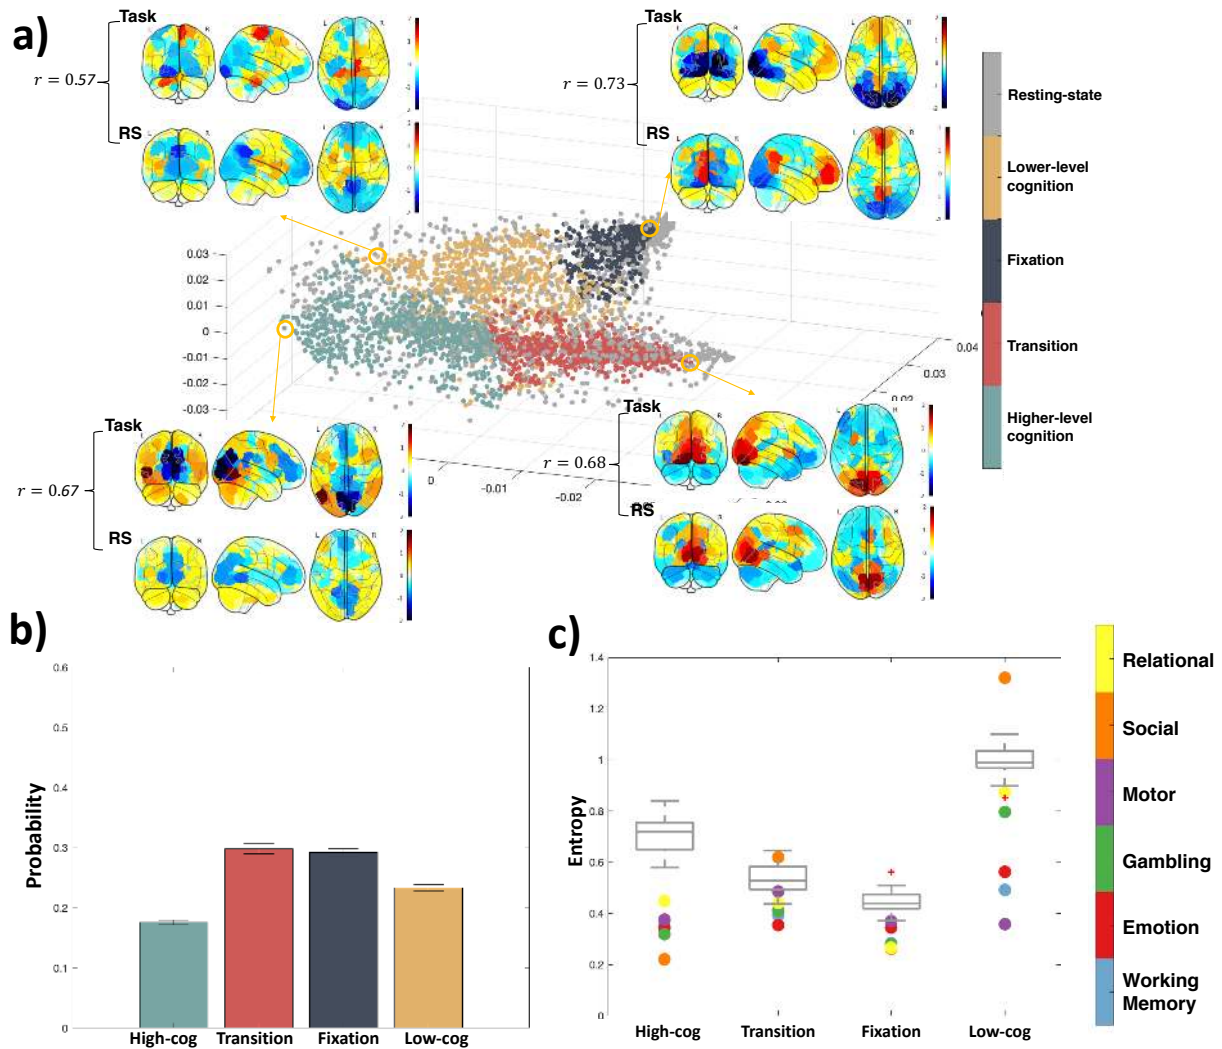 a)
Task
L
R
r = 0.57
RS
L
R
Task
L
R
r = 0.73
RS
L
R
Resting-state
Lower-level
cognition
Fixation
Transition
Higher-level
cognition
0.03
0.02
0.01
0
-0.01
-0.02
-0.03
0.04
0.03
0
-0.01
-0.02
Task
L
r = 0.67
RS
L
R
Task
R
r = 0.68
RS
L
R
b)
0.6
0.5
0.4
0.3
0.2
0.1
0
Probability
High-cog
Transition
Fixation
Low-cog
c)
1.4
1.2
1
0.8
0.6
0.4
0.2
0
Entropy
High-cog
Transition
Fixation
Low-cog
Relational
Social
Motor
Gambling
Emotion
Working
Memory